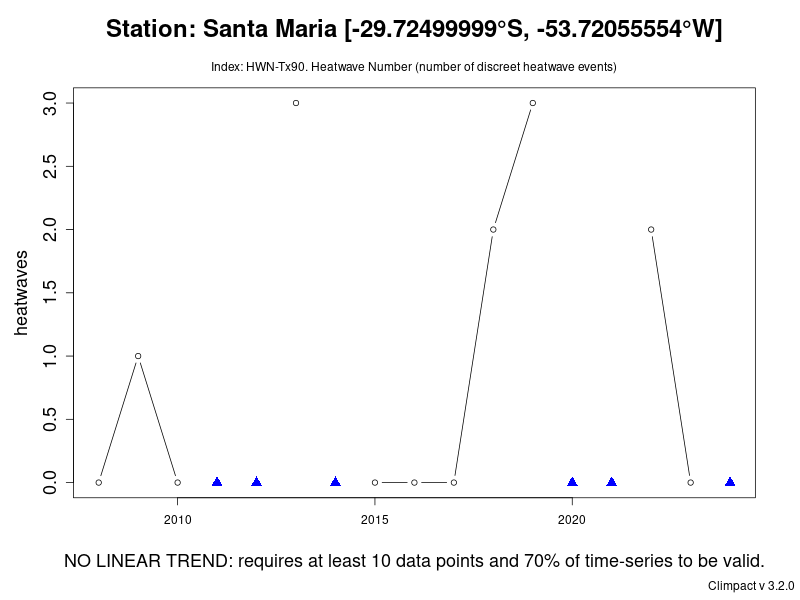 Station: Santa Maria [-29.72499999°S, -53.72055554°W]
Index: HWN-Tx90. Heatwave Number (number of discreet heatwave events)
3.0
2.5
2.0
1.5
1.0
0.5
0.0
heatwaves
2010
2015
2020
NO LINEAR TREND: requires at least 10 data points and 70% of time-series to be valid.
Climpact v 3.2.0